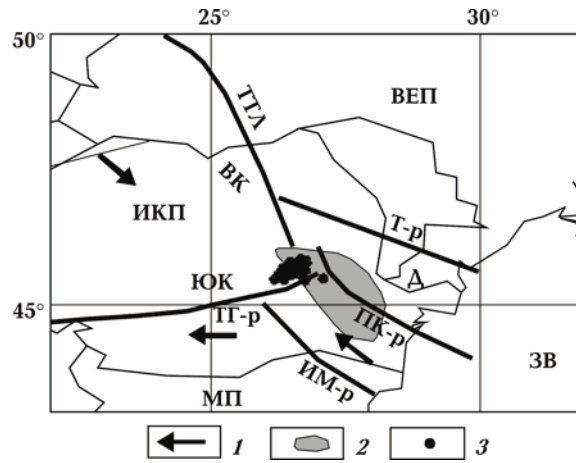 25° 30°
50°
ВЕП
ТТЛ
ВК
ИКП
Т-р
Д
ЮК
45°
ТГ-р
ПК-р
ЗВ
ИМ-р
МП
1 2 3